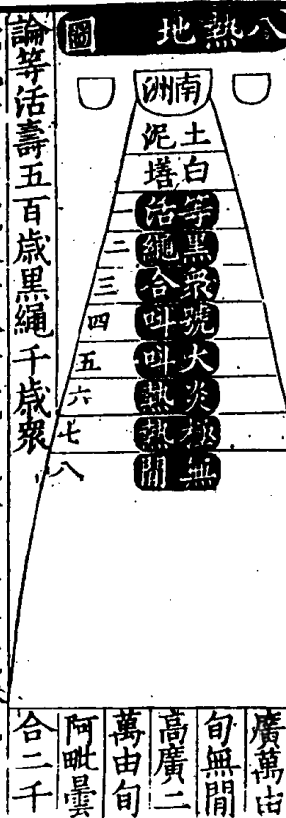 八熱地圖
南洲
土泥
白墡
等活一
黑繩二
衆合三
號叫四
大叫五
炎熱六
極熱七
無間八
廣萬由
旬無間
高廣二
萬由旬
阿毗曇
合二千
論等活壽五百歲黒繩千歲衆